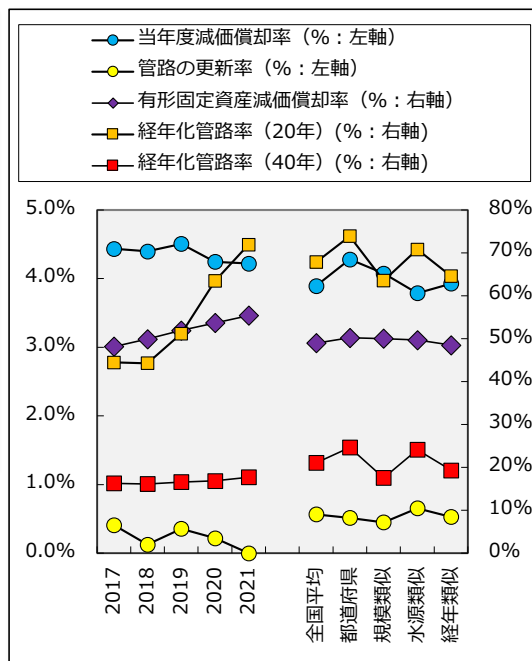 当年度減価償却率（%：左軸）
管路の更新率（%：左軸）
有形固定資産減価償却率（%：右軸）
経年化管路率（20年）(%：右軸)
経年化管路率（40年）(%：右軸)
5.0%
4.0%
3.0%
2.0%
1.0%
0.0%
80%
70%
60%
50%
40%
30%
20%
10%
0%
2017
2018
2019
2020
2021
全国平均
都道府県
規模類似
水源類似
経年類似